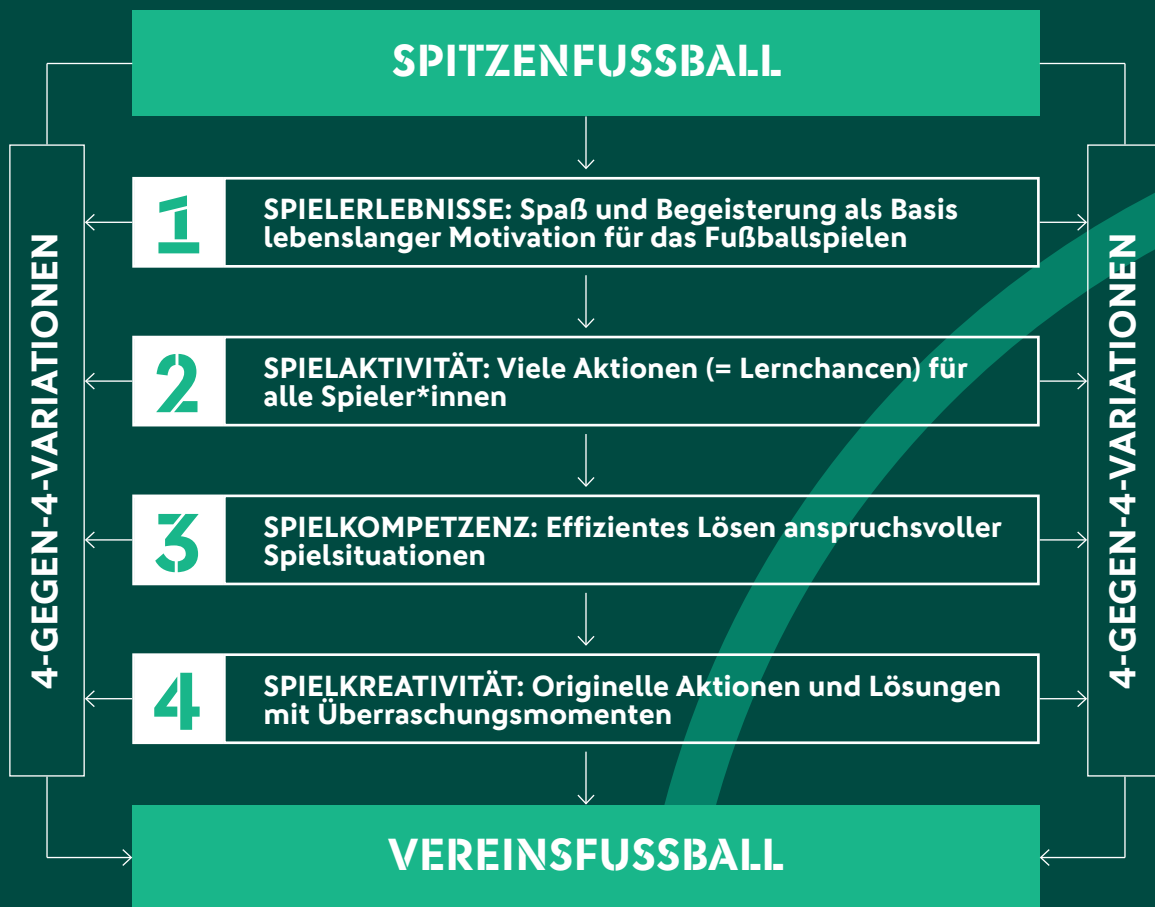 SPITZENFUSSBALL
4-GEGEN-4-VARIATIONEN
1
SPIELERLEBNISSE: Spaß und Begeisterung als Basis
lebenslanger Motivation für das Fußballspielen
2
SPIELAKTIVITÄT: Viele Aktionen (= Lernchancen) für
alle Spieler*innen
3
SPIELKOMPETZENZ: Effizientes Lösen anspruchsvoller
Spielsituationen
4
SPIELKREATIVITÄT: Originelle Aktionen und Lösungen
mit Überraschungsmomenten
4-GEGEN-4-VARIATIONEN
VEREINSFUSSBALL